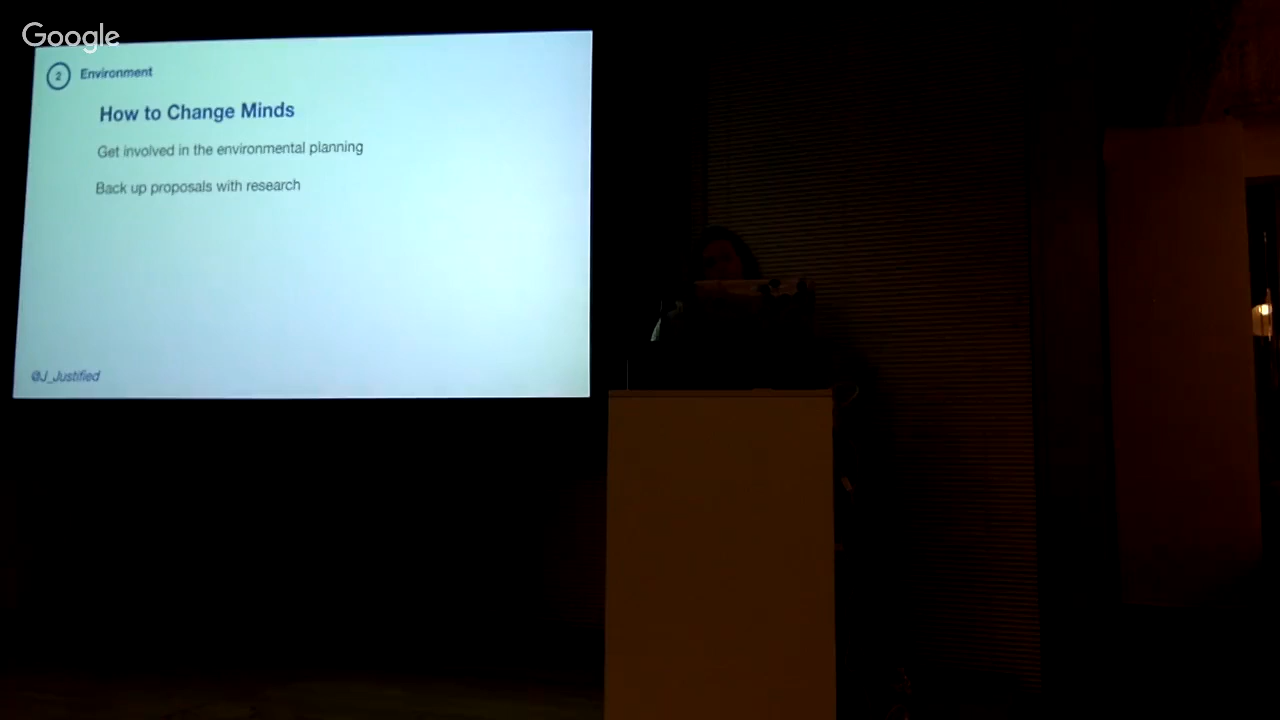 Google
2 Environment
How to Change Minds
Get involved in the environmental planning
Back up proposals with research
@J_Justified